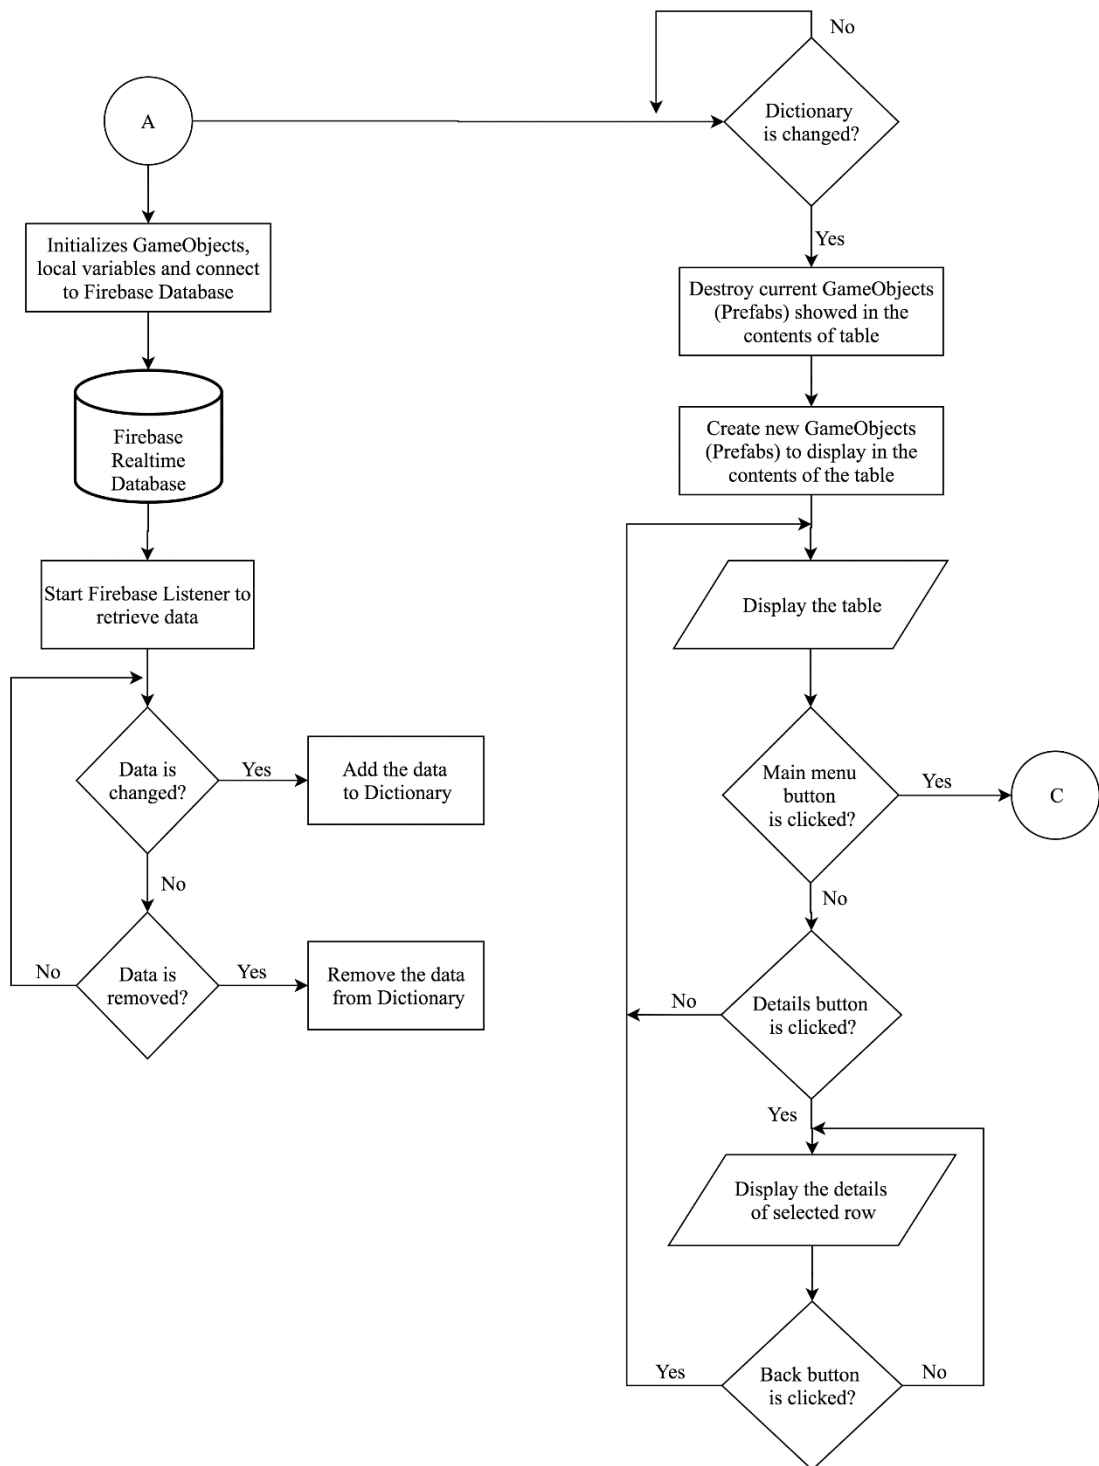 A
Initializes GameObjects,
local variables and connect
to Firebase Database
Firebase
Realtime
Database
Start Firebase Listener to
retrieve data
Data is
changed?
Yes
Add the data
to Dictionary
No
Data is
removed?
No
Yes
Remove the data
from Dictionary
No
Dictionary
is changed?
Yes
Destroy current GameObjects
(Prefabs) showed in the
contents of table
Create new GameObjects
(Prefabs) to display in the
contents of the table
Display the table
Main menu
button
is clicked?
Yes
C
No
Details button
is clicked?
No
Yes
Display the details
of selected row
Back button
is clicked?
Yes
No